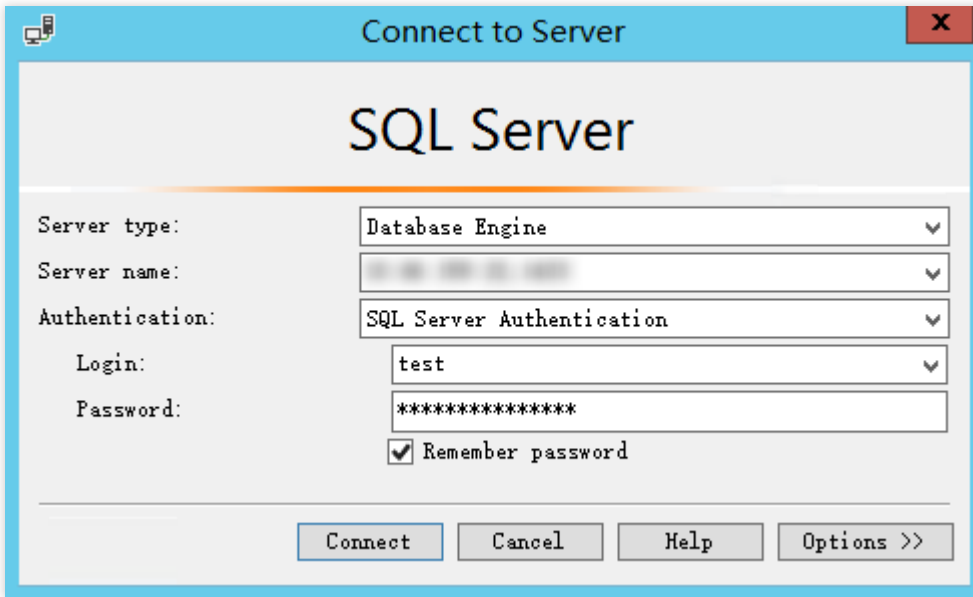 Connect to Server
x
SQL Server
Server type: Database Engine
Server name:
Authentication: SQL Server Authentication
Login: test
Password: ***************
Remember password
Connect Cancel Help Options >>